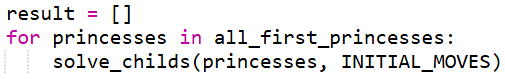 result = []
for princesses in all_first_princesses:
    solve_childs(princesses, INITIAL_MOVES)